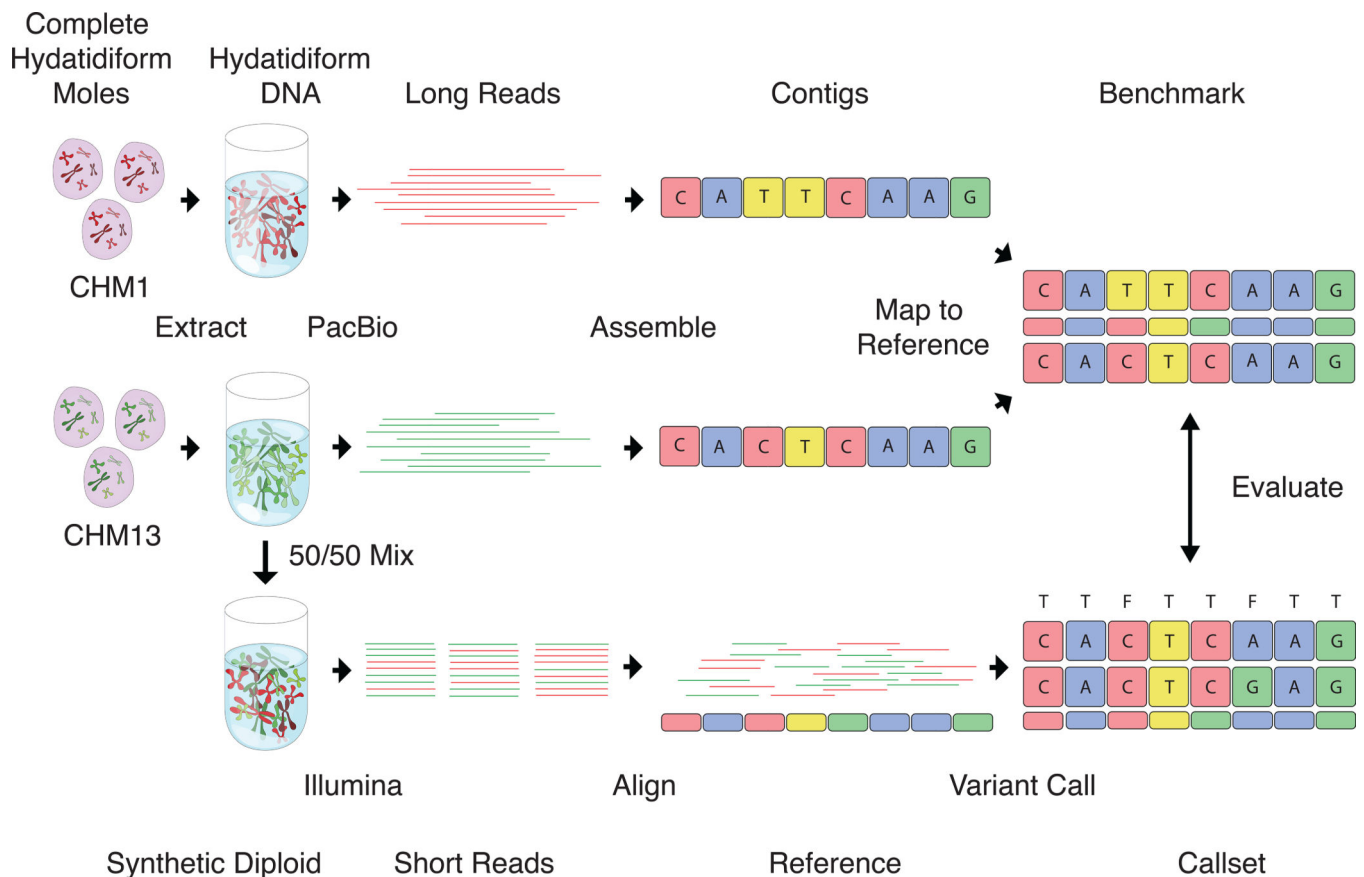 Complete
Hydatidiform
Moles
Hydatidiform
DNA
Long Reads
Contigs
Benchmark
C A T T C A A G
CHM1
C A T T C A A G
Extract
PacBio
Assemble
Map to
Reference
C A C T C A A G
C A C T C A A G
CHM13
Evaluate
50/50 Mix
T T F T T F T T
C A C T C A A G
C A C T C G A G
Illumina
Align
Variant Call
Synthetic Diploid
Short Reads
Reference
Callset